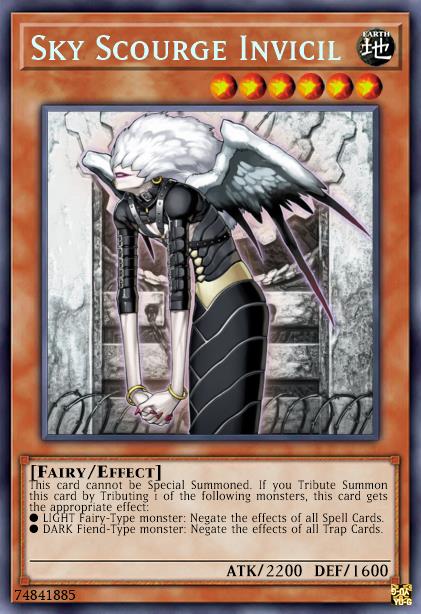 SKY SCOURGE INVICIL
EARTH
地
[FAIRY/EFFECT]
This card cannot be Special Summoned. If you Tribute Summon
this card by Tributing 1 of the following monsters, this card gets
the appropriate effect:
● LIGHT Fairy-Type monster: Negate the effects of all Spell Cards.
● DARK Fiend-Type monster: Negate the effects of all Trap Cards.
ATK/2200 DEF/1600
74841885